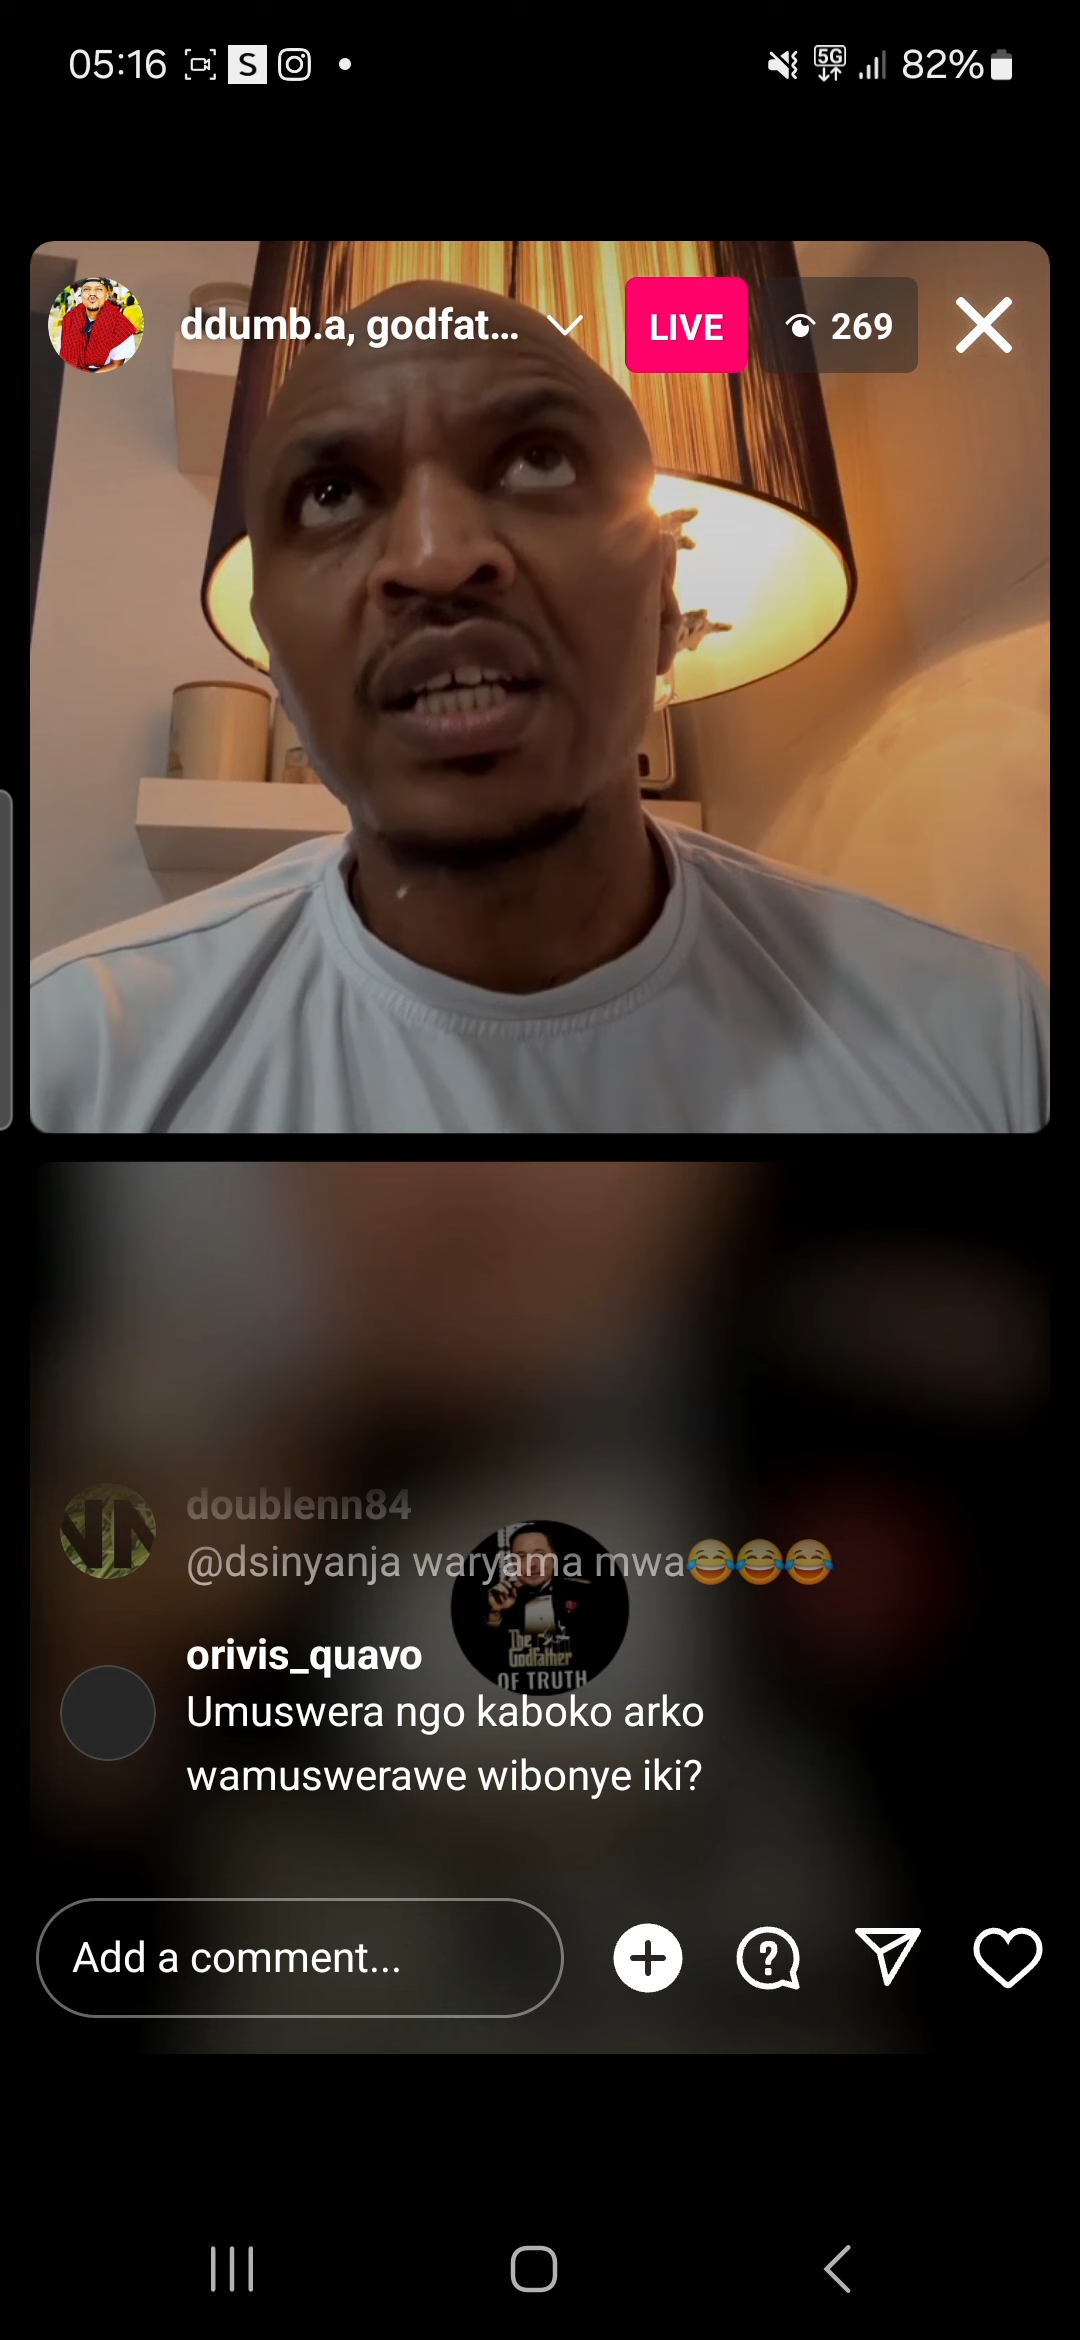 05:16 S 5G 82%
ddumb.a, godfat... LIVE 269
doublenn84
@dsinyanja waryama mwa😂😂😂
The
Godfather
OF TRUTH
orivis_quavo
Umuswera ngo kaboko arko
wamuswerawe wibonye iki?
Add a comment...